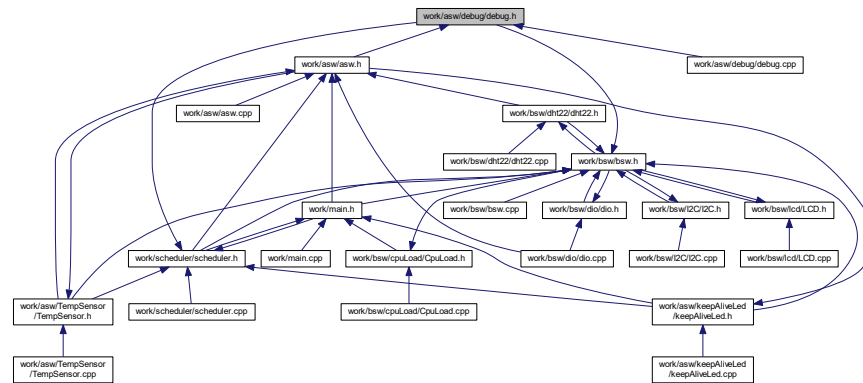 work/asw/debug/debug.h
work/asw/asw.h
work/asw/debug/debug.cpp
work/asw/asw.cpp
work/bsw/dht22/dht22.h
work/bsw/dht22/dht22.cpp
work/bsw/bsw.h
work/main.h
work/bsw/bsw.cpp
work/bsw/dio/dio.h
work/bsw/I2C/I2C.h
work/bsw/lcd/LCD.h
work/scheduler/scheduler.h
work/main.cpp
work/bsw/cpuLoad/CpuLoad.h
work/bsw/dio/dio.cpp
work/bsw/I2C/I2C.cpp
work/bsw/lcd/LCD.cpp
work/asw/TempSensor
/TempSensor.h
work/scheduler/scheduler.cpp
work/bsw/cpuLoad/CpuLoad.cpp
work/asw/keepAliveLed
/keepAliveLed.h
work/asw/TempSensor
/TempSensor.cpp
work/asw/keepAliveLed
/keepAliveLed.cpp